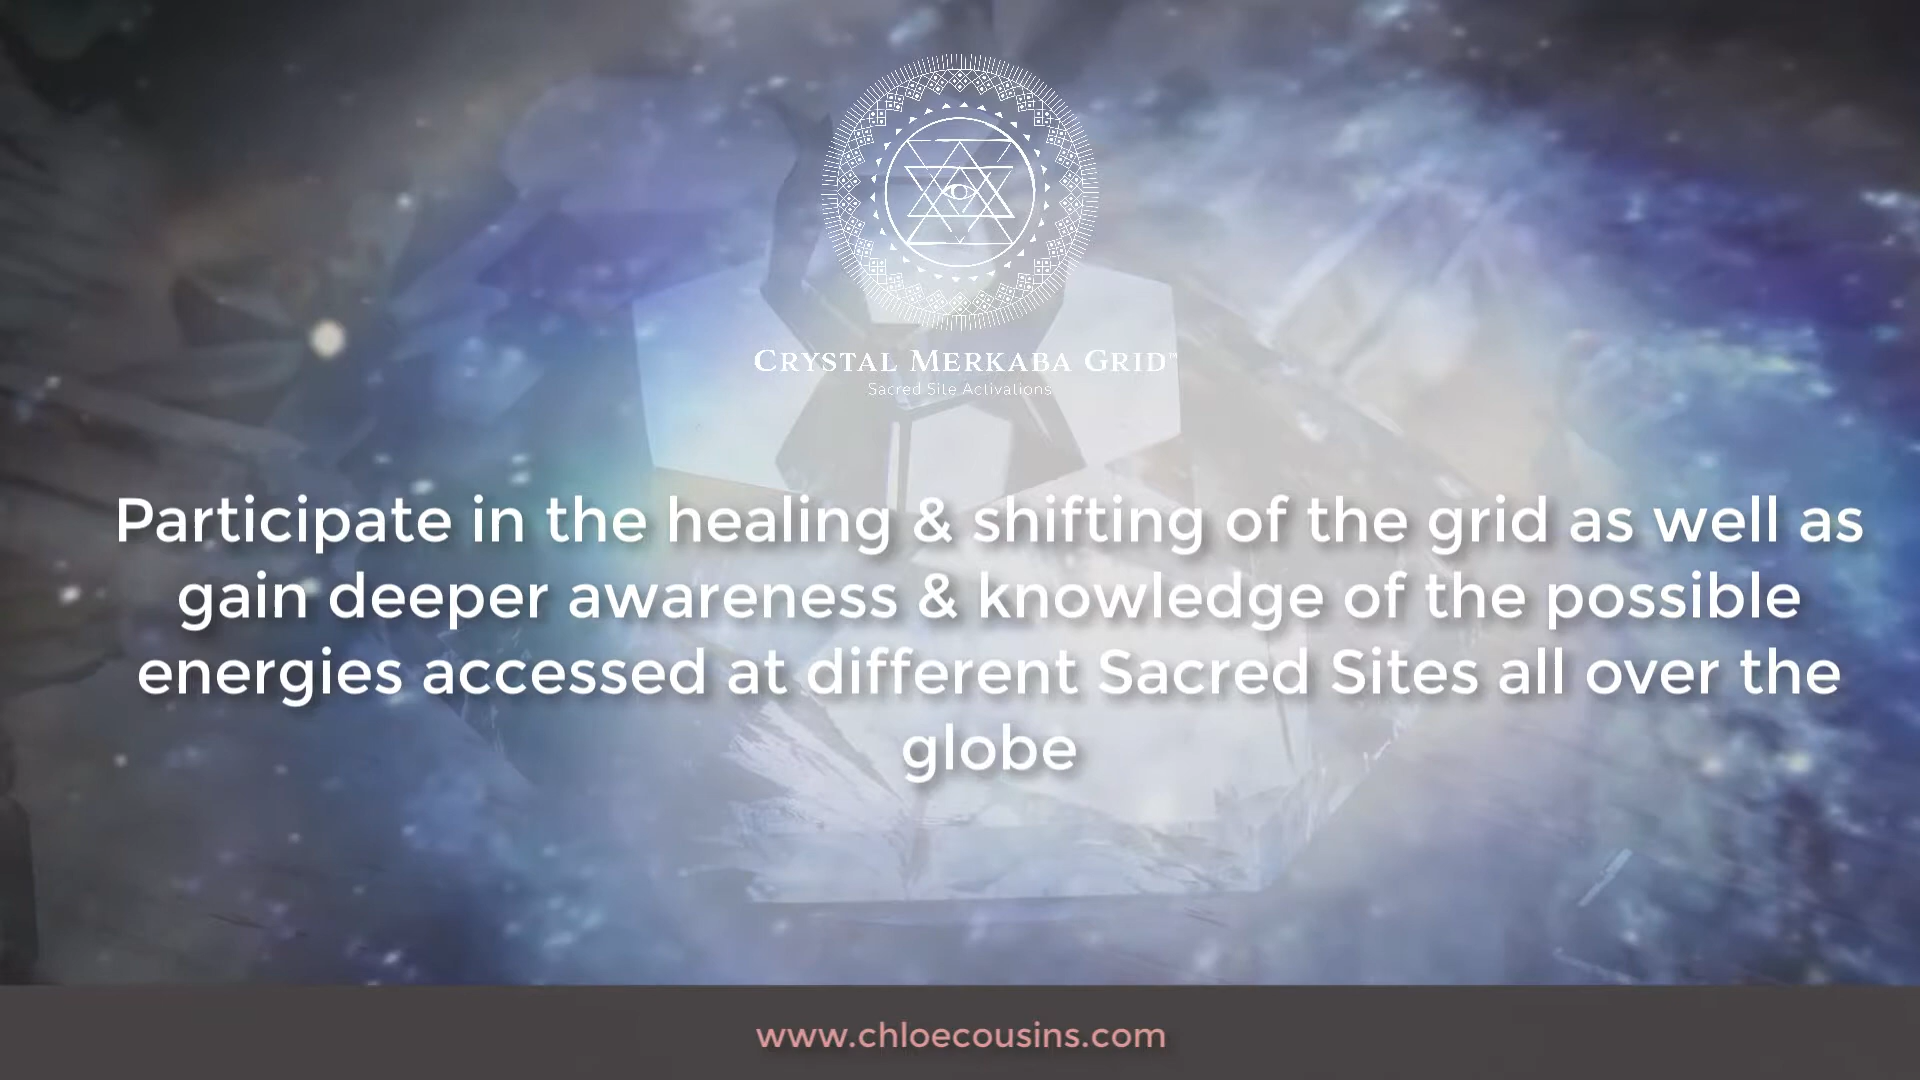 CRYSTAL MERKABA GRID™
Sacred Site Activations
Participate in the healing & shifting of the grid as well as
gain deeper awareness & knowledge of the possible
energies accessed at different Sacred Sites all over the
globe
www.chloecousins.com